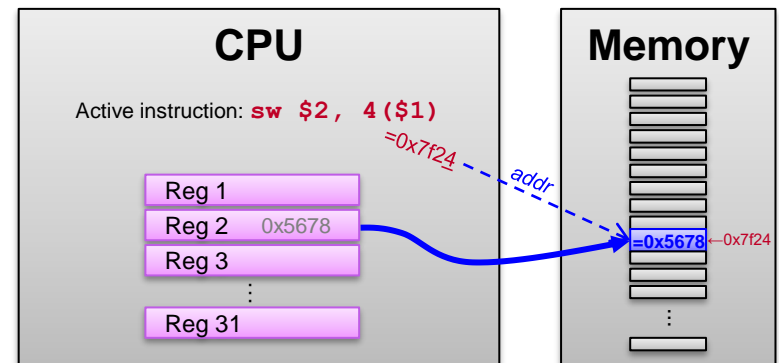 CPU
Active instruction: sw $2, 4($1)
=0x7f24
Reg 1
Reg 2 0x5678
Reg 3
⋮
Reg 31
addr
Memory
=0x5678 ←0x7f24
⋮